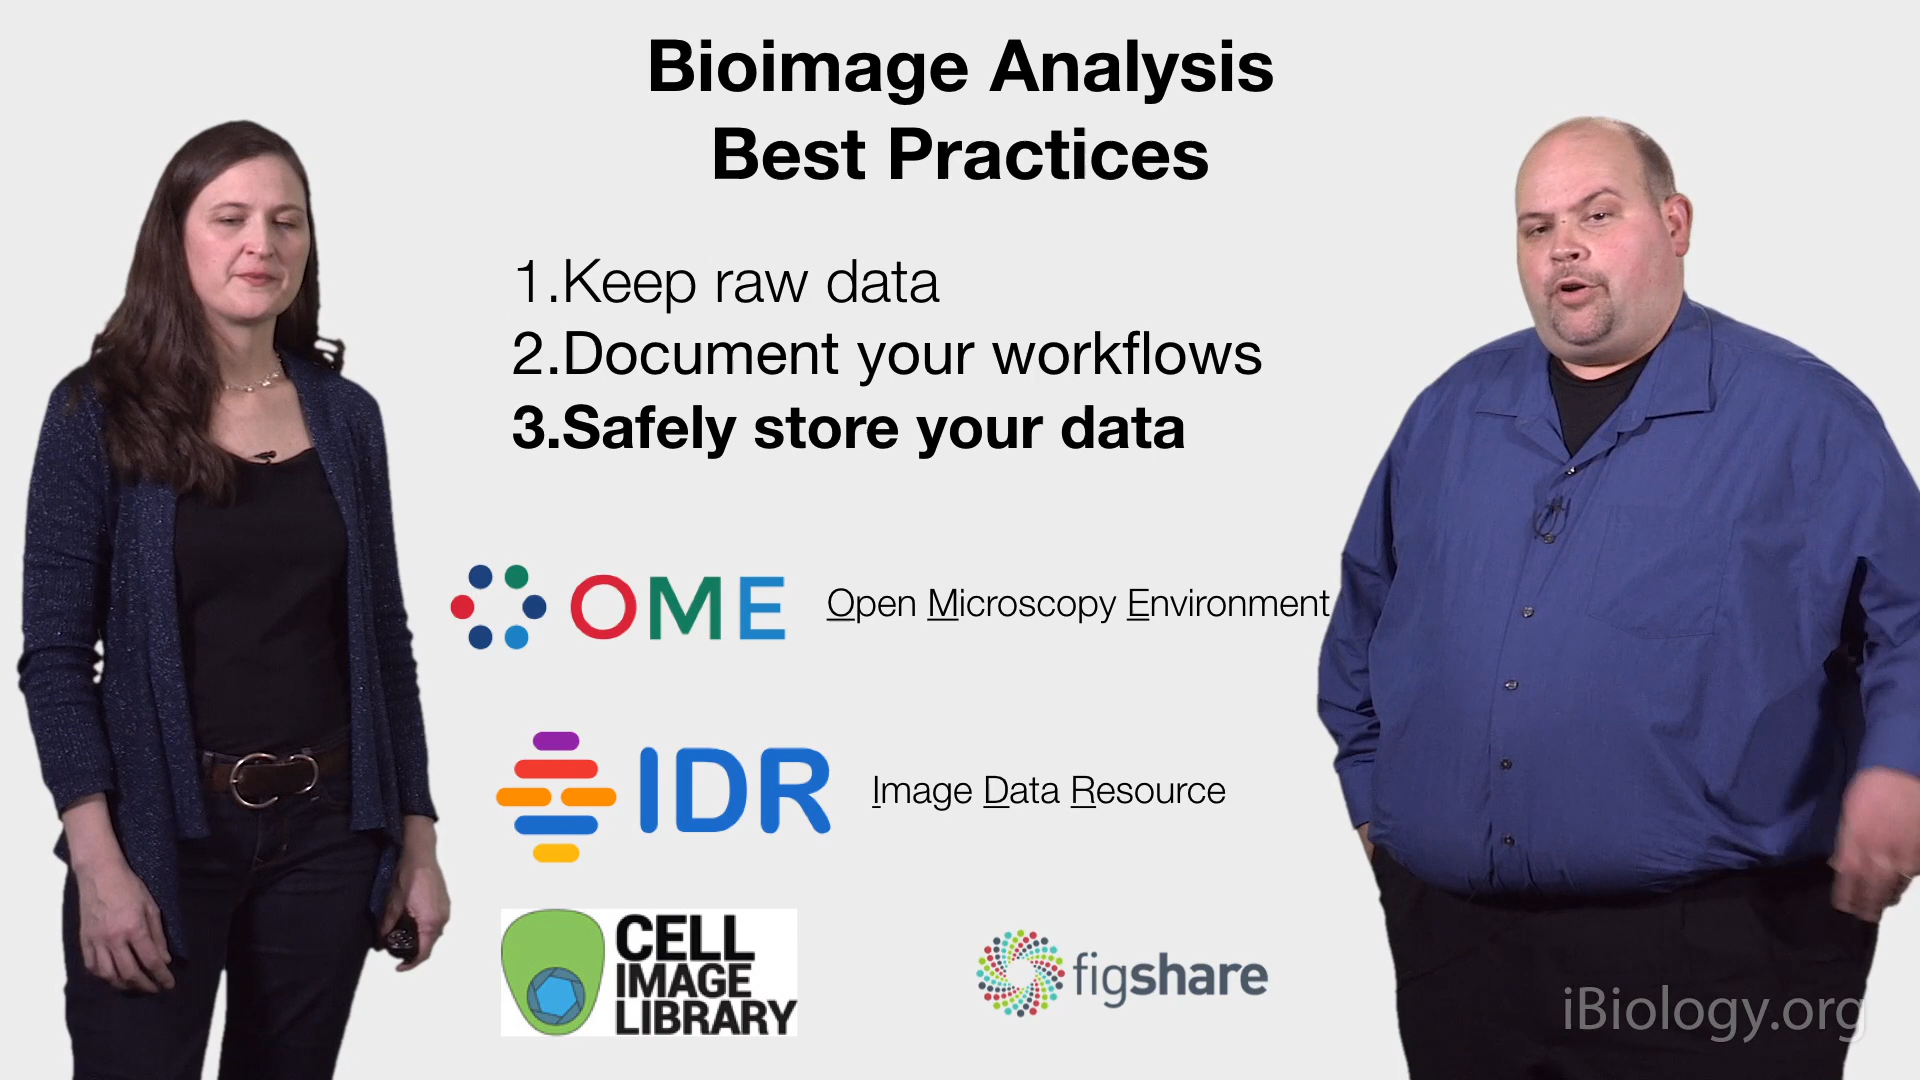 Bioimage Analysis
Best Practices
1.Keep raw data
2.Document your workflows
3.Safely store your data
OME Open Microscopy Environment
IDR Image Data Resource
CELL
IMAGE
LIBRARY
figshare
iBiology.org